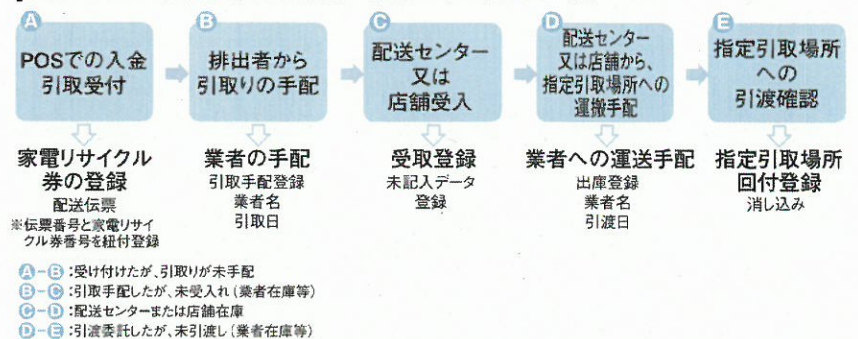 A
POSでの入金
引取受付
B
排出者から
引取りの手配
C
配送センター
又は
店舗受入
D
配送センター
又は店舗から、
指定引取場所への
運搬手配
E
指定引取場所
への
引渡確認
家電リサイクル
券の登録
配送伝票
※伝票番号と家電リサイ
クル券番号を紐付登録
業者の手配
引取手配登録
業者名
引取日
受取登録
未記入データ
登録
業者への運送手配
出庫登録
業者名
引渡日
指定引取場所
回付登録
消し込み
A-B:受け付けたが、引取りが未手配
B-C:引取手配したが、未受入れ(業者在庫等)
C-D:配送センターまたは店舗在庫
D-E:引渡委託したが、未引渡し(業者在庫等)